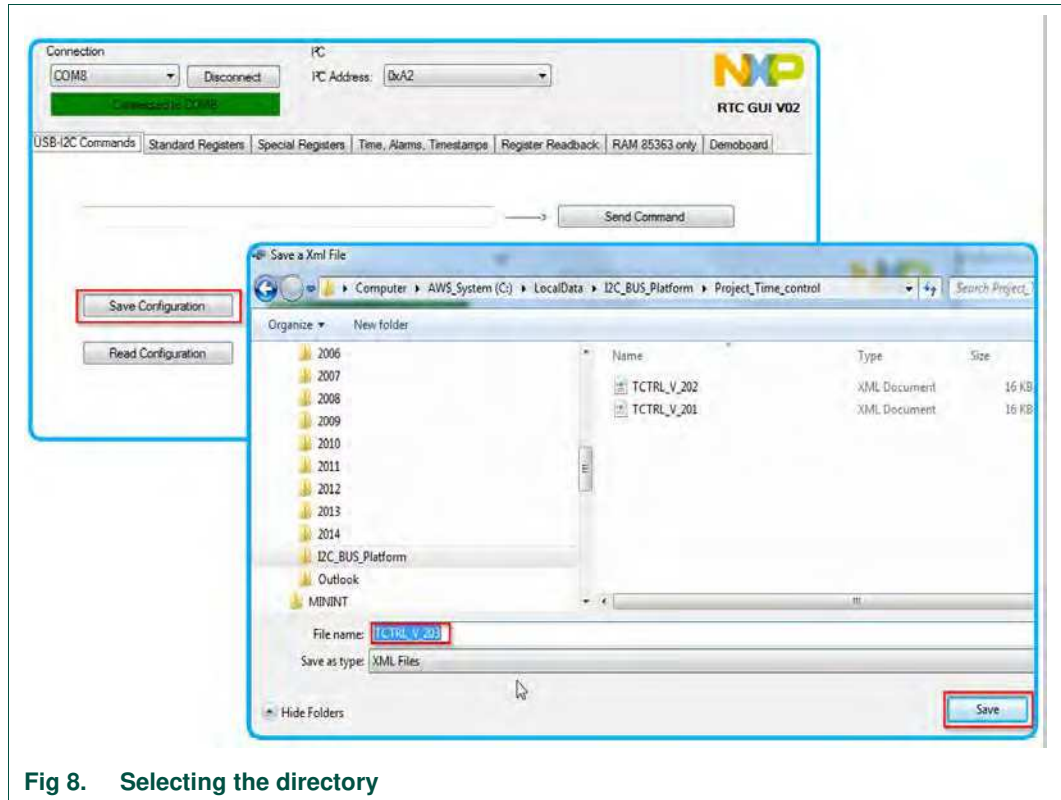 Connection
I²C
COM8
Disconnect
I²C Address:
0xA2
Connected to COM8
NXP
RTC GUI V02
USB-I2C Commands
Standard Registers
Special Registers
Time, Alarms, Timestamps
Register Readback
RAM 85363 only
Demoboard
Send Command
Save Configuration
Read Configuration
Save a Xml File
Computer ▸ AWS_System (C:) ▸ LocalData ▸ I2C_BUS_Platform ▸ Project_Time_control
Search Project_
Organize
New folder
Name
Type
Size
2006
2007
2008
2009
2010
2011
2012
2013
2014
I2C_BUS_Platform
Outlook
MININT
TCTRL_V_202
XML Document
16 KB
TCTRL_V_201
XML Document
16 KB
File name:
TCTRL_V_203
Save as type:
XML Files
Hide Folders
Save
Fig 8. Selecting the directory